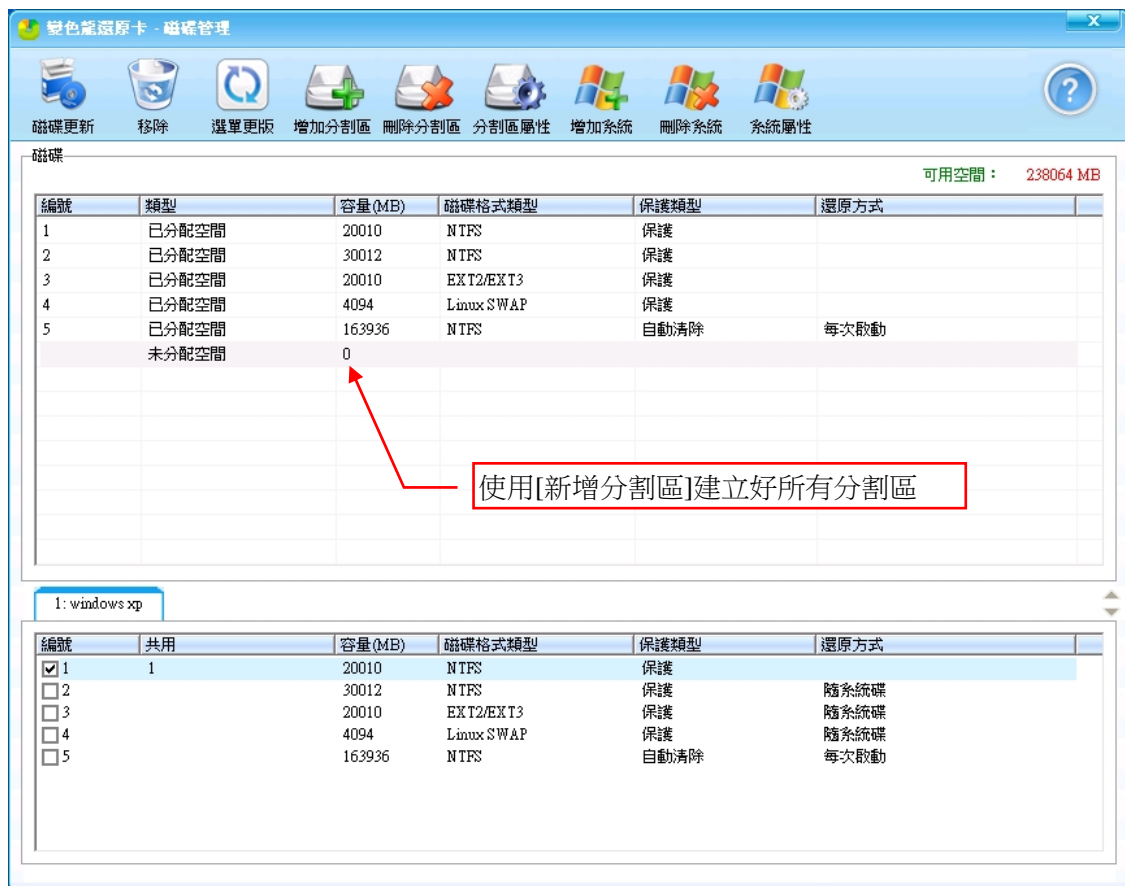 變色龍還原卡 - 磁碟管理
X
磁碟更新 移除 選單更版 增加分割區 刪除分割區 分割區屬性 增加系統 刪除系統 系統屬性
?
磁碟
可用空間： 238064 MB
編號 類型 容量(MB) 磁碟格式類型 保護類型 還原方式
1 已分配空間 20010 NTFS 保護
2 已分配空間 30012 NTFS 保護
3 已分配空間 20010 EXT2/EXT3 保護
4 已分配空間 4094 Linux SWAP 保護
5 已分配空間 163936 NTFS 自動清除 每次啟動
未分配空間 0
使用[新增分割區]建立好所有分割區
1: windows xp
編號 共用 容量(MB) 磁碟格式類型 保護類型 還原方式
1 1 20010 NTFS 保護
2 30012 NTFS 保護 隨系統碟
3 20010 EXT2/EXT3 保護 隨系統碟
4 4094 Linux SWAP 保護 隨系統碟
5 163936 NTFS 自動清除 每次啟動